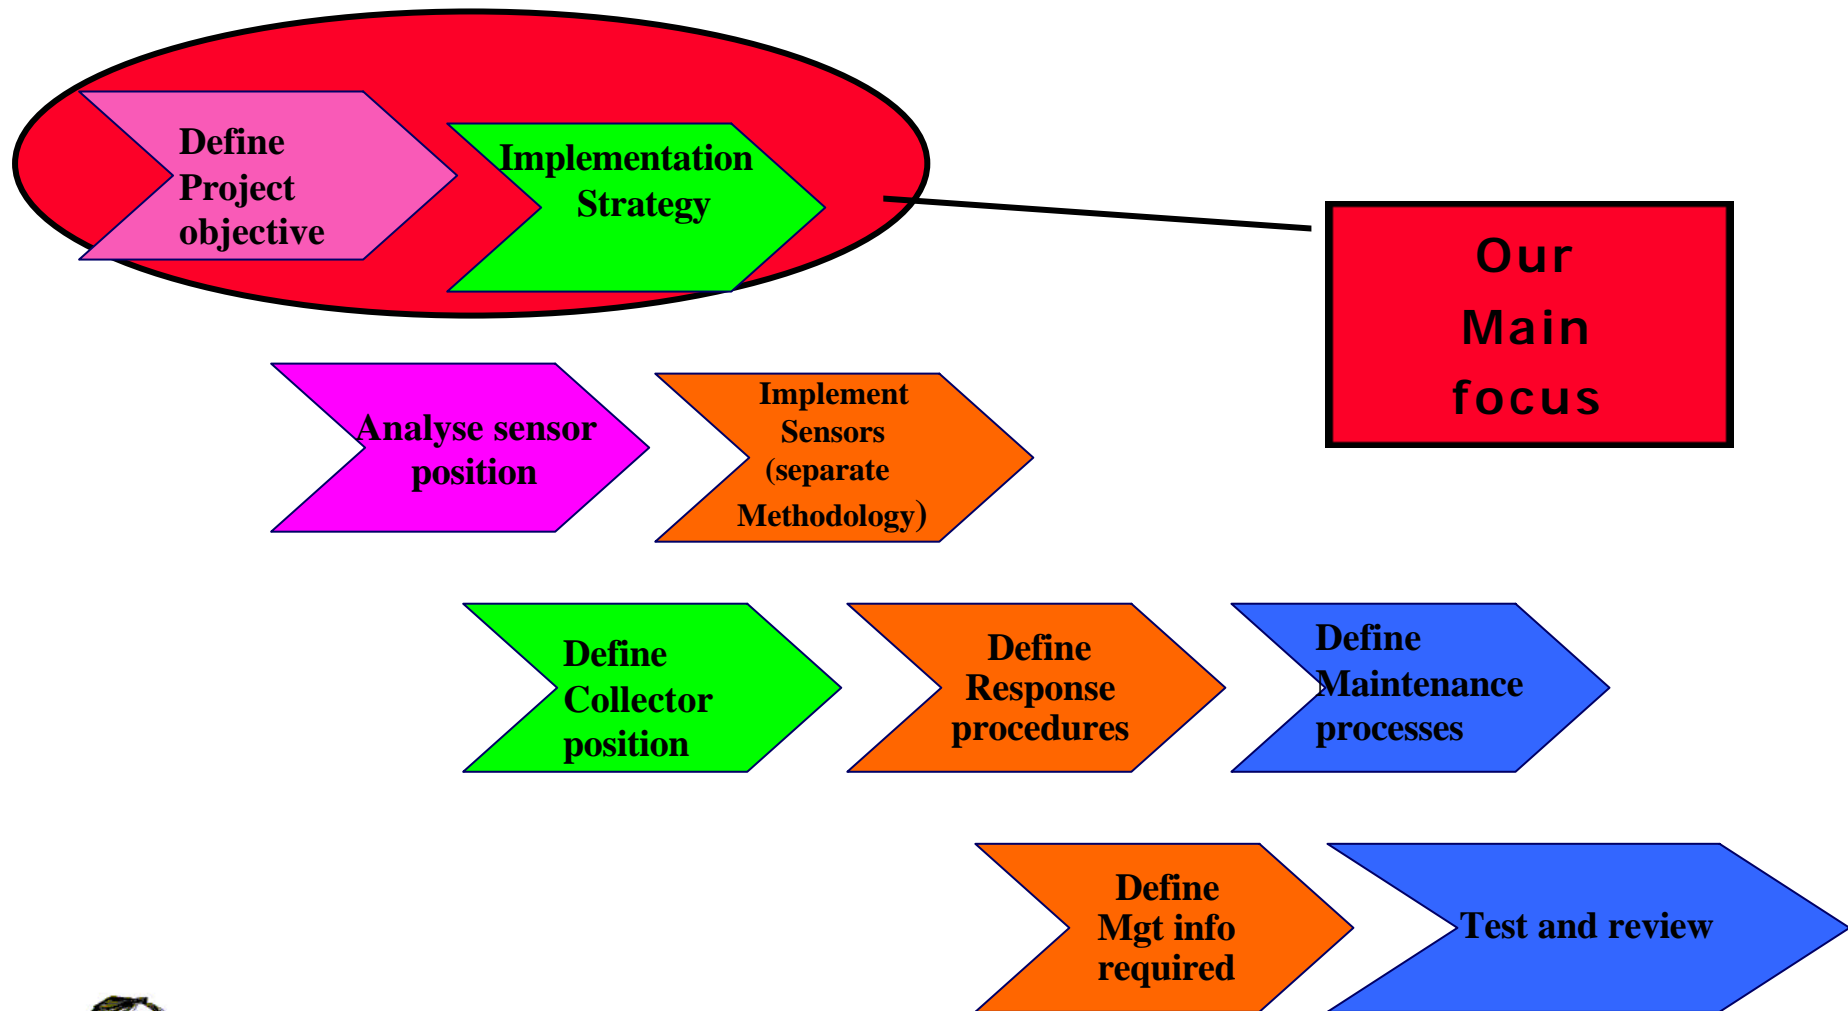 Define
Project
objective
Implementation
Strategy
Our
Main
focus
Analyse sensor
position
Implement
Sensors
(separate
Methodology)
Define
Collector
position
Define
Response
procedures
Define
Maintenance
processes
Define
Mgt info
required
Test and review